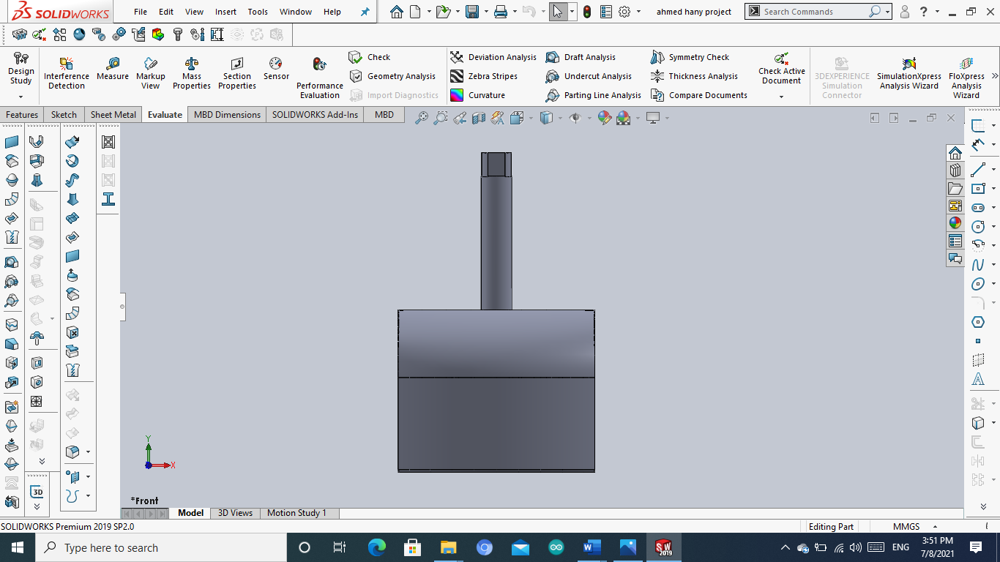 SOLIDWORKS File Edit View Insert Tools Window Help ahmed hany project Search Commands ?
Design Study
Interference Detection
Measure
Markup View
Mass Properties
Section Properties
Sensor
Performance Evaluation
Check
Geometry Analysis
Import Diagnostics
Deviation Analysis
Zebra Stripes
Curvature
Draft Analysis
Undercut Analysis
Parting Line Analysis
Symmetry Check
Thickness Analysis
Compare Documents
Check Active Document
3DEXPERIENCE Simulation Connector
SimulationXpress Analysis Wizard
FloXpress Analysis Wizard
Features Sketch Sheet Metal Evaluate MBD Dimensions SOLIDWORKS Add-Ins MBD
Y
X
3D
*Front
Model 3D Views Motion Study 1
SOLIDWORKS Premium 2019 SP2.0 Editing Part MMGS
Type here to search ENG 3:51 PM
7/8/2021
SW 2019